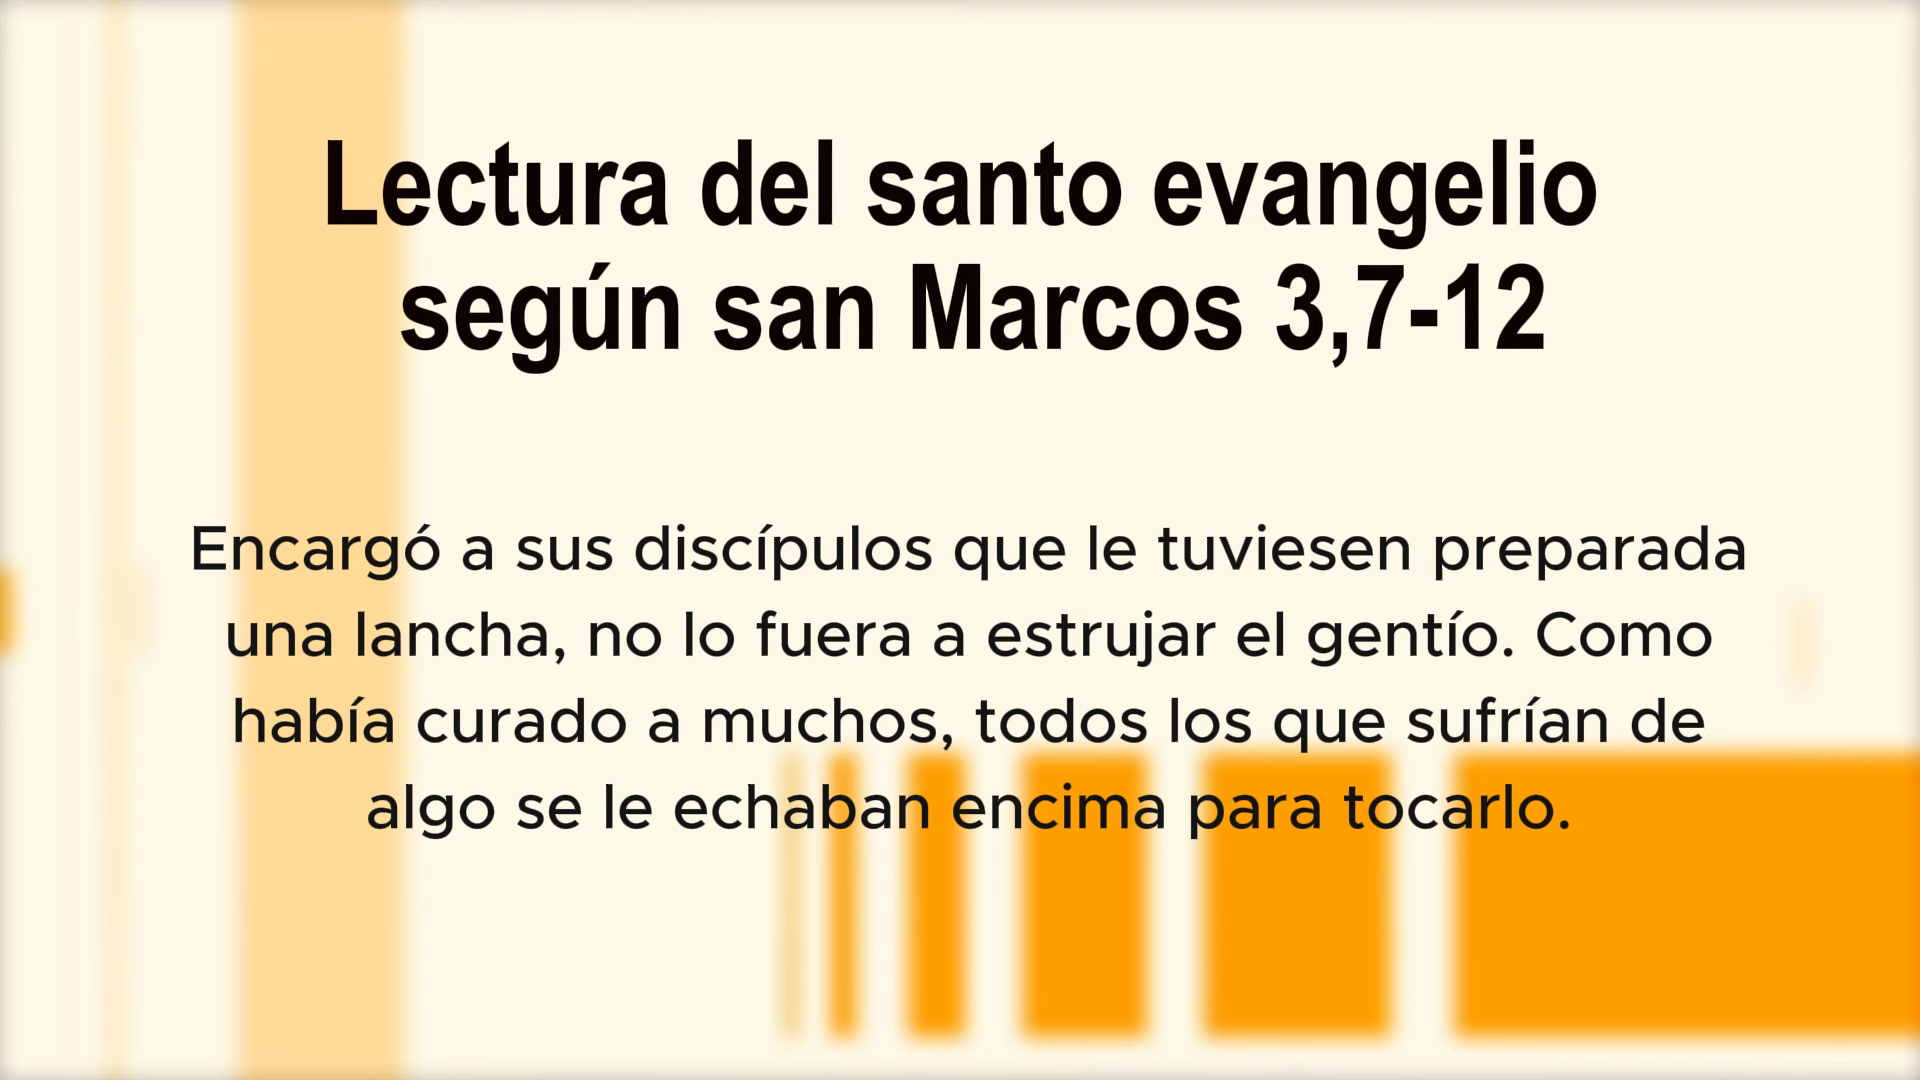 Lectura del santo evangelio
según san Marcos 3,7-12
Encargó a sus discípulos que le tuviesen preparada
una lancha, no lo fuera a estrujar el gentío. Como
había curado a muchos, todos los que sufrían de
algo se le echaban encima para tocarlo.